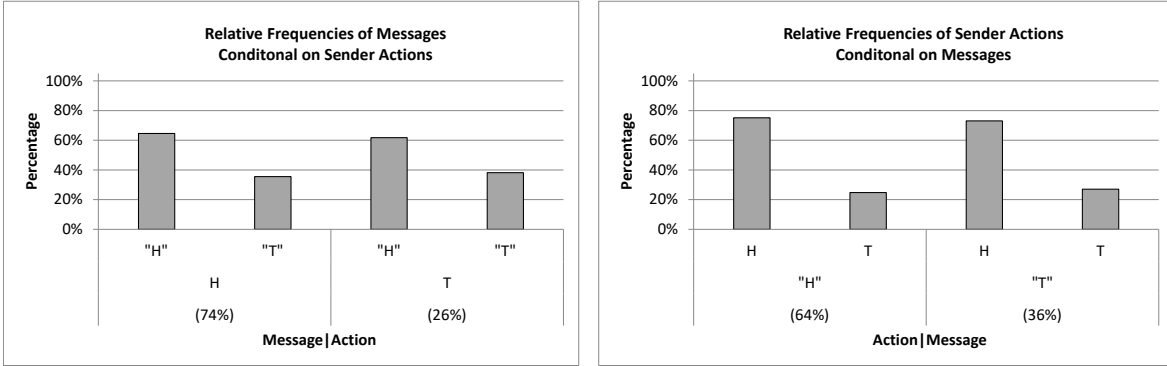 Relative Frequencies of Messages
Conditonal on Sender Actions
100%
80%
60%
40%
20%
0%
Percentage
"H" "T" "H" "T"
H T
(74%) (26%)
Message|Action
Relative Frequencies of Sender Actions
Conditonal on Messages
100%
80%
60%
40%
20%
0%
Percentage
H T H T
"H" "T"
(64%) (36%)
Action|Message